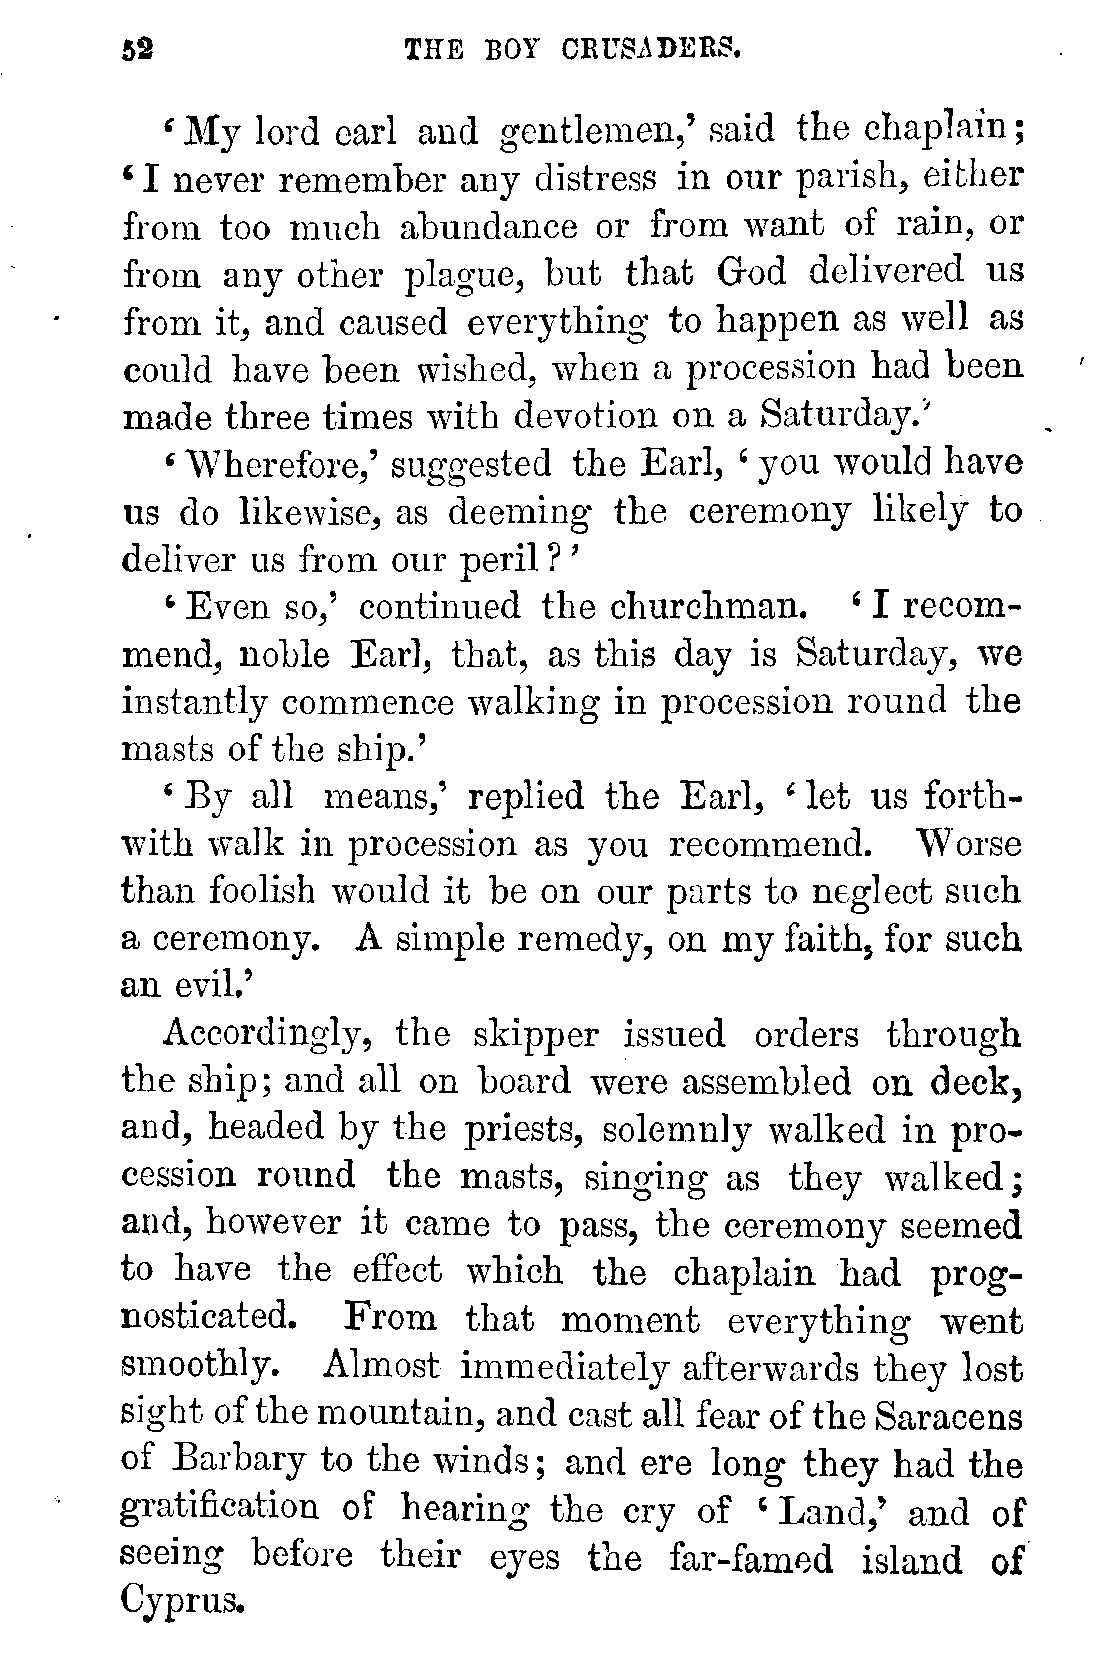 52 THE BOY CRUSADERS.
‘My lord earl and gentlemen,’ said the chaplain;
‘I never remember any distress in our parish, either
from too much abundance or from want of rain, or
from any other plague, but that God delivered us
from it, and caused everything to happen as well as
could have been wished, when a procession had been
made three times with devotion on a Saturday.’
‘Wherefore,’ suggested the Earl, ‘you would have
us do likewise, as deeming the ceremony likely to
deliver us from our peril?’
‘Even so,’ continued the churchman. ‘I recom-
mend, noble Earl, that, as this day is Saturday, we
instantly commence walking in procession round the
masts of the ship.’
‘By all means,’ replied the Earl, ‘let us forth-
with walk in procession as you recommend. Worse
than foolish would it be on our parts to neglect such
a ceremony. A simple remedy, on my faith, for such
an evil.’
Accordingly, the skipper issued orders through
the ship; and all on board were assembled on deck,
and, headed by the priests, solemnly walked in pro-
cession round the masts, singing as they walked;
and, however it came to pass, the ceremony seemed
to have the effect which the chaplain had prog-
nosticated. From that moment everything went
smoothly. Almost immediately afterwards they lost
sight of the mountain, and cast all fear of the Saracens
of Barbary to the winds; and ere long they had the
gratification of hearing the cry of ‘Land,’ and of
seeing before their eyes the far-famed island of
Cyprus.